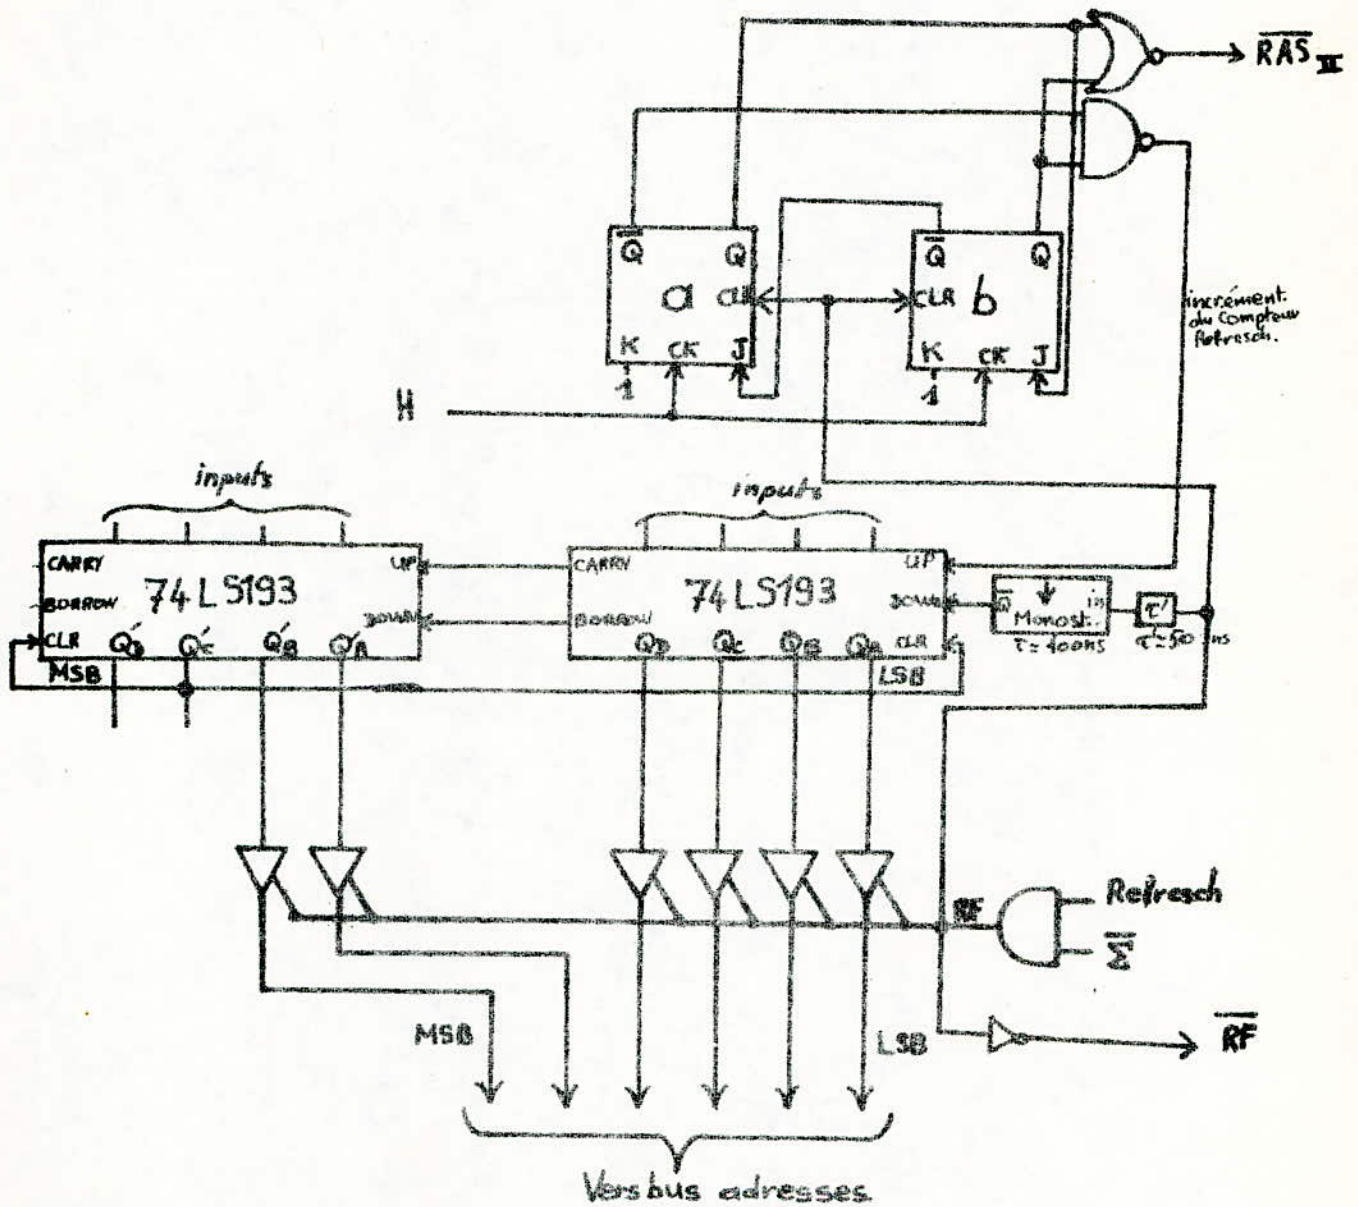 RAS II
Q Q
a CLR
K CK J
1
Q Q
CLR b
K CK J
1
incrément.
du Compteur
Refresch.
H
inputs
inputs
CARRY UP
74LS193
BORROW DOWN
CLR Q'D Q'C Q'B Q'A
MSB
CARRY UP
74LS193
BORROW DOWN
QD QC QB QA CLR
LSB
Q in
Monost.
τ = 400ns
τ'
τ' = 50 ns
RF
Refresch
Σ
MSB
LSB
RF
Vers bus adresses